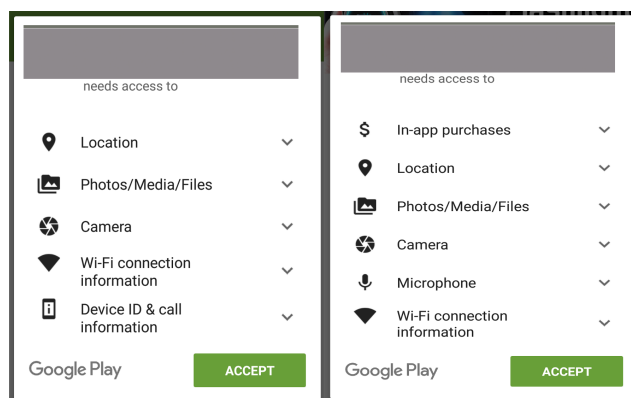 needs access to
Location
Photos/Media/Files
Camera
Wi-Fi connection
information
Device ID & call
information
Google Play
ACCEPT
needs access to
$ In-app purchases
Location
Photos/Media/Files
Camera
Microphone
Wi-Fi connection
information
Google Play
ACCEPT